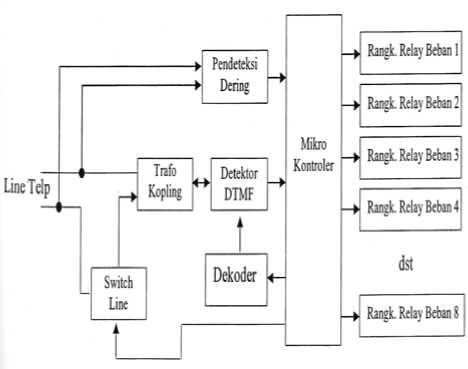 Pendeteksi
Dering
Rangk. Relay Beban 1
Rangk. Relay Beban 2
Mikro
Kontroler
Rangk. Relay Beban 3
Line Telp
Trafo
Kopling
Detektor
DTMF
Rangk. Relay Beban 4
dst
Dekoder
Switch
Line
Rangk. Relay Beban 8